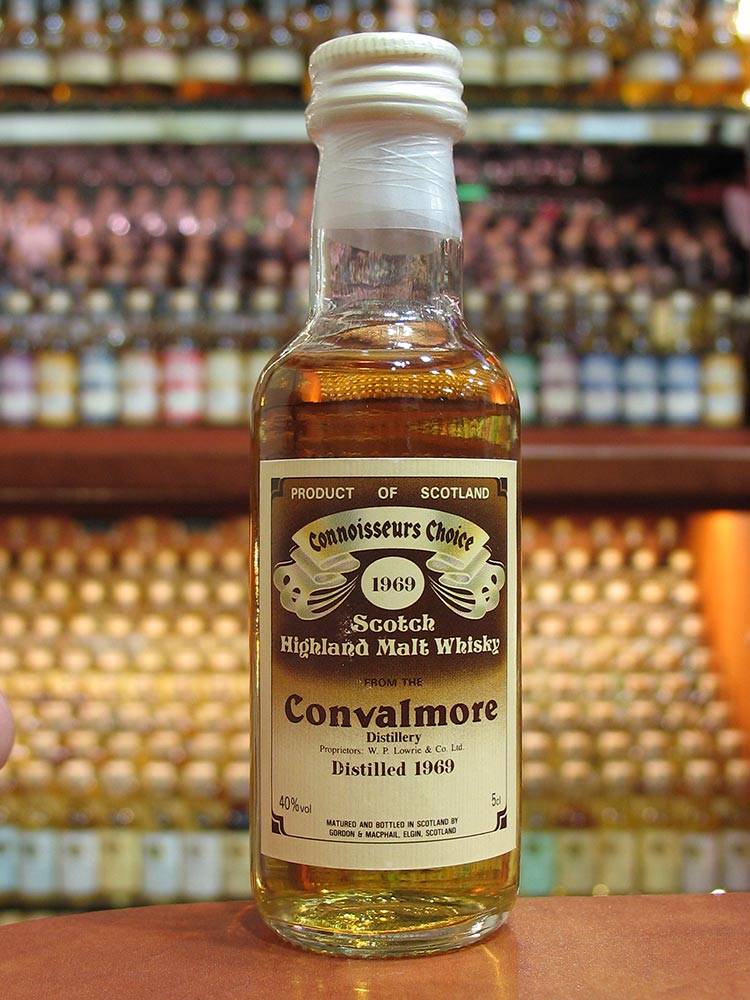 PRODUCT OF SCOTLAND
Connoisseurs Choice
1969
Scotch
Highland Malt Whisky
FROM THE
Convalmore
Distillery
Proprietors: W. P. Lowrie & Co. Ltd.
Distilled 1969
40%vol 5cl
MATURED AND BOTTLED IN SCOTLAND BY
GORDON & MACPHAIL, ELGIN, SCOTLAND